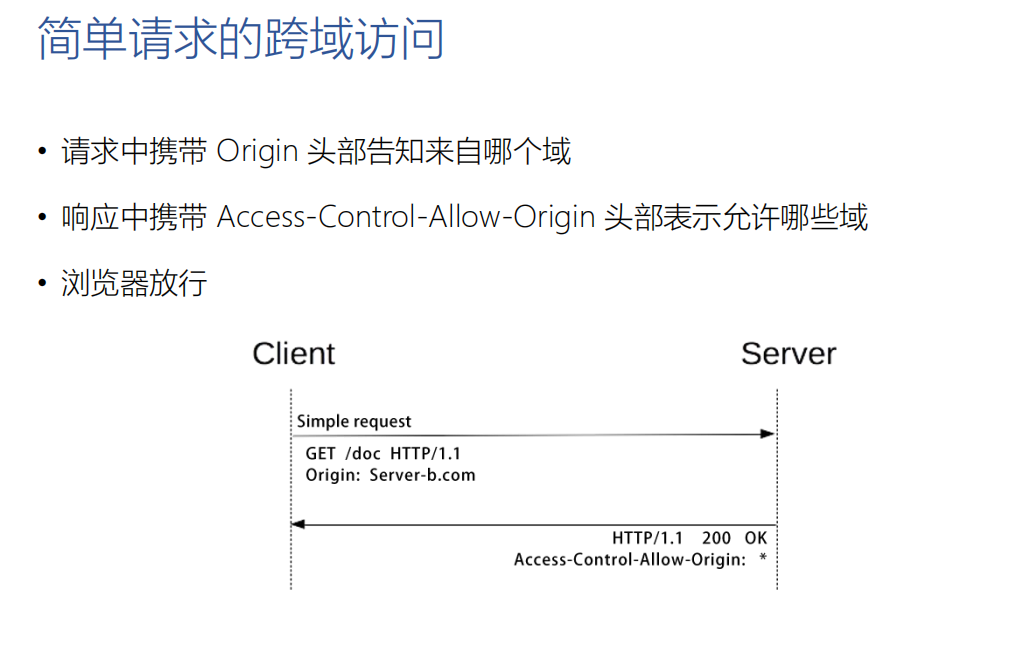 简单请求的跨域访问
• 请求中携带 Origin 头部告知来自哪个域
• 响应中携带 Access-Control-Allow-Origin 头部表示允许哪些域
• 浏览器放行
Client Server
Simple request
GET /doc HTTP/1.1
Origin: Server-b.com
HTTP/1.1 200 OK
Access-Control-Allow-Origin: *